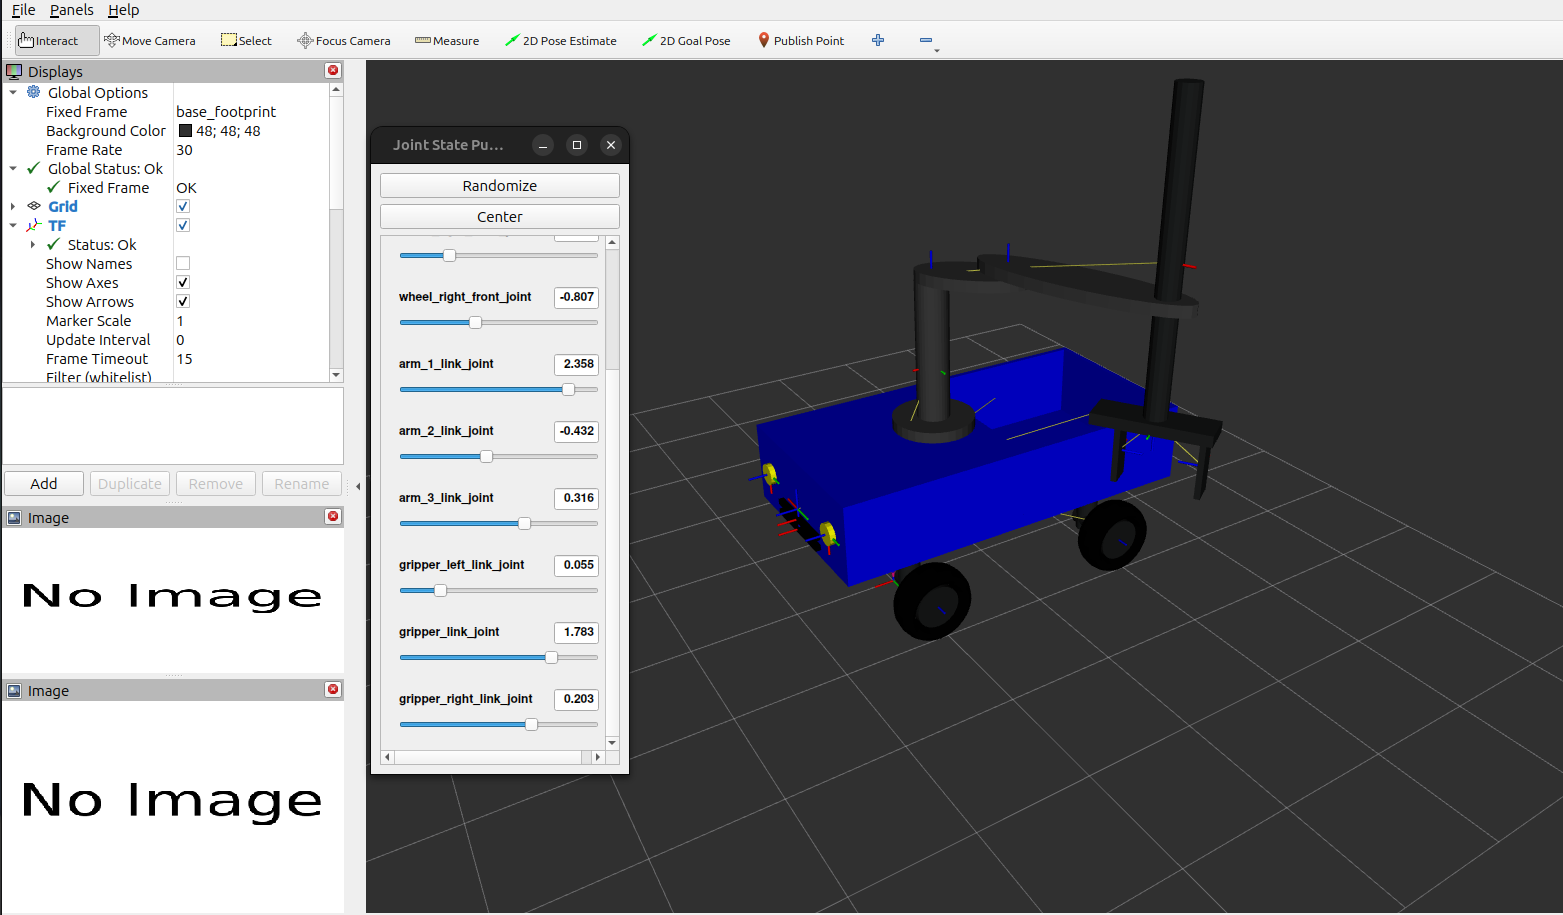 File Panels Help
Interact Move Camera Select Focus Camera Measure 2D Pose Estimate 2D Goal Pose Publish Point
Displays
Global Options
Fixed Frame base_footprint
Background Color 48; 48; 48
Frame Rate 30
Global Status: Ok
Fixed Frame OK
Grid
TF
Status: Ok
Show Names
Show Axes
Show Arrows
Marker Scale 1
Update Interval 0
Frame Timeout 15
Filter (whitelist)
Add Duplicate Remove Rename
Image
No Image
Image
No Image
Joint State Pu...
Randomize
Center
wheel_right_front_joint -0.807
arm_1_link_joint 2.358
arm_2_link_joint -0.432
arm_3_link_joint 0.316
gripper_left_link_joint 0.055
gripper_link_joint 1.783
gripper_right_link_joint 0.203